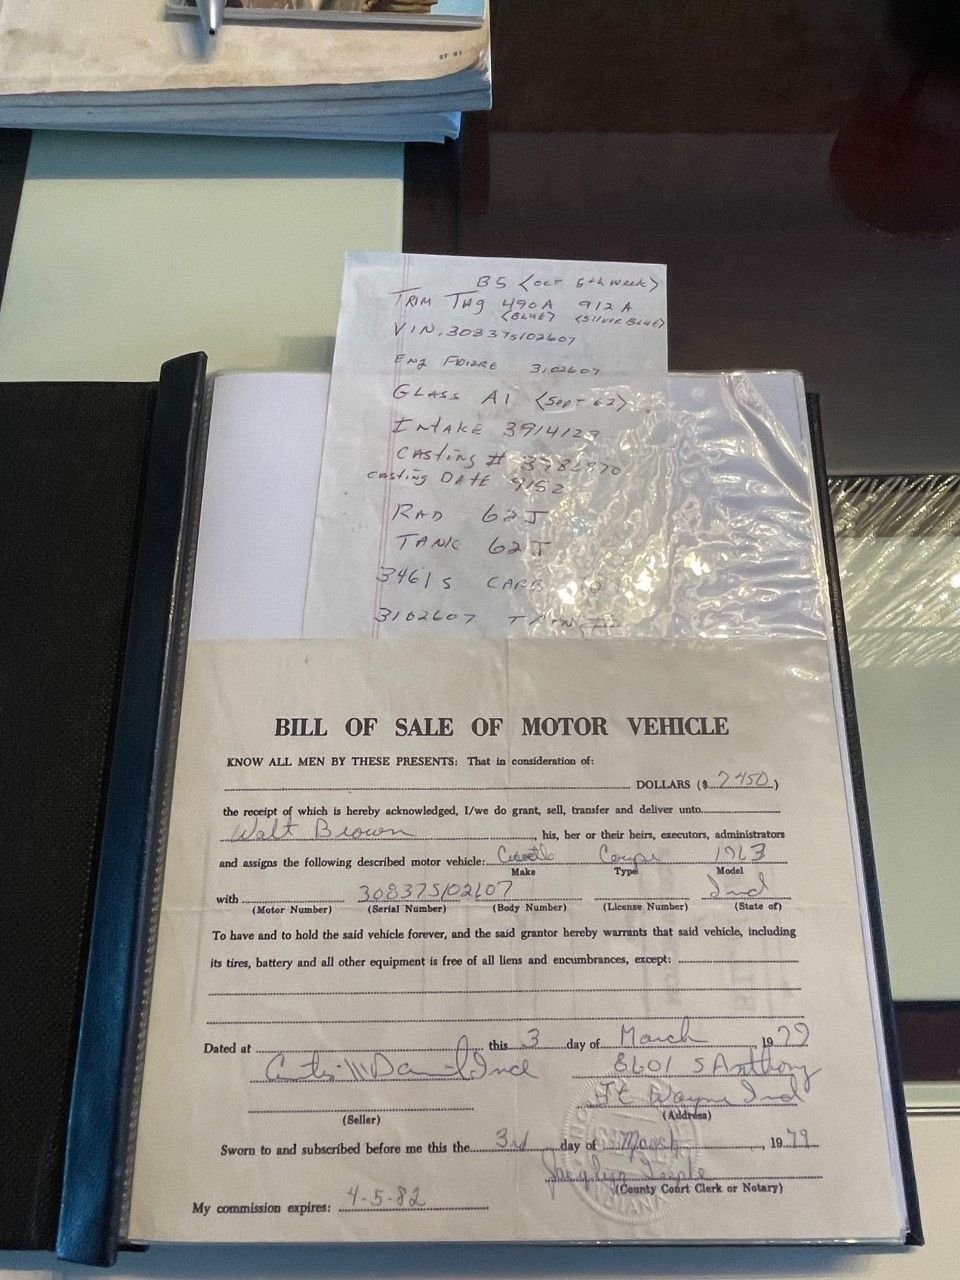 B5 <OCT 5th week>
TRIM TAG 490A 912A
<BLUE> <SILVER BLUE>
VIN. 30837S102607
Eng 3102607
GLASS A1 <Sept 62>
INTAKE 3914129
CASTING # 3782870
CASTING DATE 9152
RAD 62J
TANK 62J
3461S CARB
3102607
BILL OF SALE OF MOTOR VEHICLE
KNOW ALL MEN BY THESE PRESENTS: That in consideration of:
DOLLARS ($ 7450 )
the receipt of which is hereby acknowledged, I/we do grant, sell, transfer and deliver unto
Walt Brown , his, her or their heirs, executors, administrators
and assigns the following described motor vehicle: Coupe 1963
Make Type Model
with 30837S102607 Ind
(Motor Number) (Serial Number) (Body Number) (License Number) (State of)
To have and to hold the said vehicle forever, and the said grantor hereby warrants that said vehicle, including
its tires, battery and all other equipment is free of all liens and encumbrances, except:
Dated at this 3 day of March 1979
8601 S Anthony
Ft Wayne Ind
(Seller) (Address)
Sworn to and subscribed before me this the 3rd day of March , 1979
(County Court Clerk or Notary)
My commission expires: 4-5-82